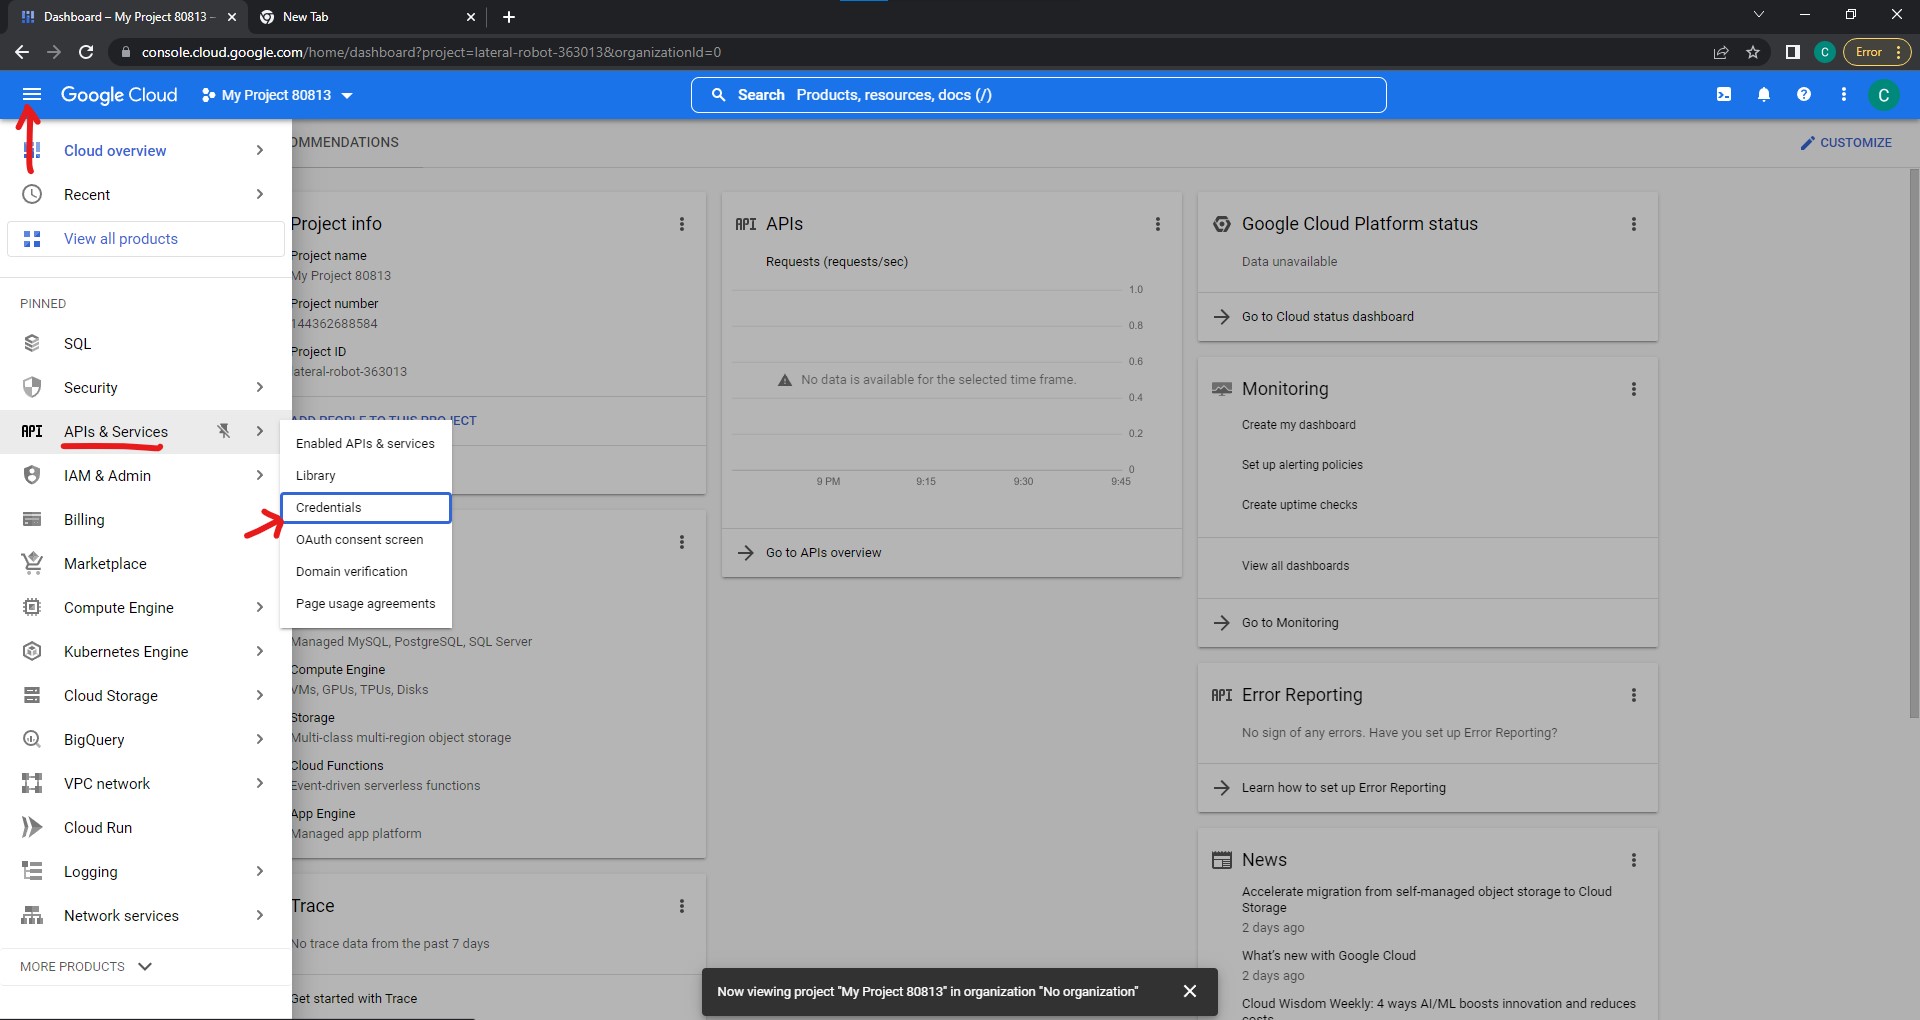 Dashboard – My Project 80813 –
New Tab
console.cloud.google.com/home/dashboard?project=lateral-robot-363013&organizationId=0
C
Error
Google Cloud
My Project 80813
Search Products, resources, docs (/)
C
Cloud overview
Recent
View all products
PINNED
SQL
Security
API APIs & Services
IAM & Admin
Billing
Marketplace
Compute Engine
Kubernetes Engine
Cloud Storage
BigQuery
VPC network
Cloud Run
Logging
Network services
MORE PRODUCTS
Enabled APIs & services
Library
Credentials
OAuth consent screen
Domain verification
Page usage agreements
OMMENDATIONS
CUSTOMIZE
Project info
Project name
My Project 80813
Project number
144362688584
Project ID
lateral-robot-363013
ADD PEOPLE TO THIS PROJECT
Managed MySQL, PostgreSQL, SQL Server
Compute Engine
VMs, GPUs, TPUs, Disks
Storage
Multi-class multi-region object storage
Cloud Functions
Event-driven serverless functions
App Engine
Managed app platform
Trace
No trace data from the past 7 days
Get started with Trace
API APIs
Requests (requests/sec)
1.0
0.8
0.6
No data is available for the selected time frame.
0.4
0.2
0
9 PM 9:15 9:30 9:45
Go to APIs overview
Google Cloud Platform status
Data unavailable
Go to Cloud status dashboard
Monitoring
Create my dashboard
Set up alerting policies
Create uptime checks
View all dashboards
Go to Monitoring
API Error Reporting
No sign of any errors. Have you set up Error Reporting?
Learn how to set up Error Reporting
News
Accelerate migration from self-managed object storage to Cloud
Storage
2 days ago
What's new with Google Cloud
2 days ago
Cloud Wisdom Weekly: 4 ways AI/ML boosts innovation and reduces
costs
Now viewing project "My Project 80813" in organization "No organization"